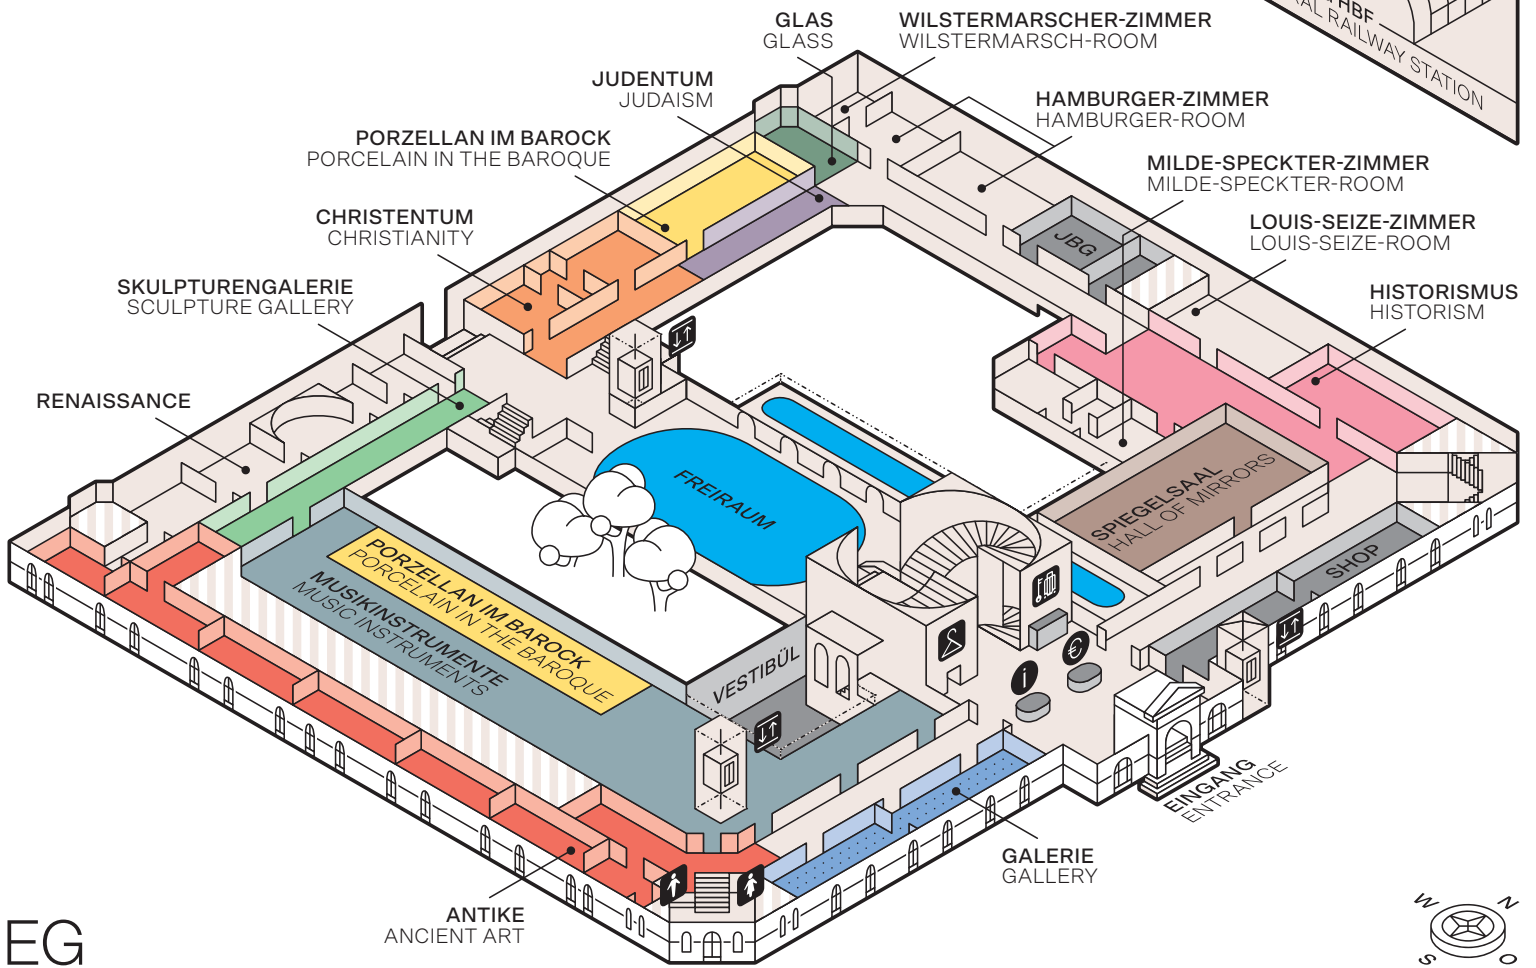 HBF
RAILWAY STATION
GLAS
GLASS
WILSTERMARSCHER-ZIMMER
WILSTERMARSCH-ROOM
JUDENTUM
JUDAISM
HAMBURGER-ZIMMER
HAMBURGER-ROOM
PORZELLAN IM BAROCK
PORCELAIN IN THE BAROQUE
MILDE-SPECKTER-ZIMMER
MILDE-SPECKTER-ROOM
CHRISTENTUM
CHRISTIANITY
LOUIS-SEIZE-ZIMMER
LOUIS-SEIZE-ROOM
JBG
SKULPTURENGALERIE
SCULPTURE GALLERY
HISTORISMUS
HISTORISM
RENAISSANCE
FREIRAUM
SPIEGELSAAL
HALL OF MIRRORS
SHOP
PORZELLAN IM BAROCK
PORCELAIN IN THE BAROQUE
MUSIKINSTRUMENTE
MUSIC INSTRUMENTS
VESTIBÜL
i
€
EINGANG
ENTRANCE
GALERIE
GALLERY
ANTIKE
ANCIENT ART
EG
W
N
S
O